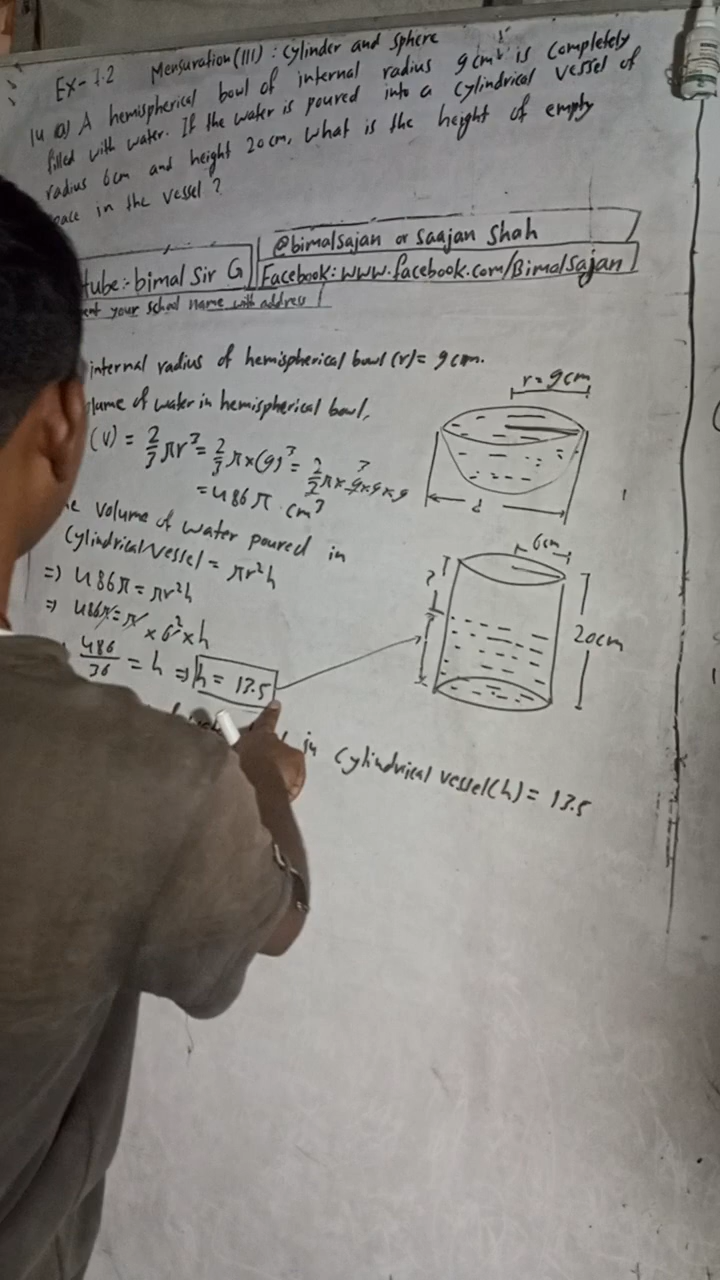 Ex-7.2 Mensuration(III): cylinder and sphere
14 a) A hemispherical bowl of internal radius 9cm is completely
filled with water. If the water is poured into a cylindrical vessel of
radius 6cm and height 20cm, what is the height of empty
pace in the vessel?
@bimalsajan or Saajan Shah
tube: bimal Sir G
Facebook: www.facebook.com/BimalSajan
ent your school name with address
internal radius of hemispherical bowl (r) = 9cm.
r = 9cm
lume of water in hemispherical bowl,
(V) = 2/3 πr³ = 2/3 π×(9)³ = 2/3 π×9×9×9
3
= 486π cm³
d
e volume of water poured in
cylindrical vessel = πr²h
6cm
=> 486π = πr²h
?
=> 486π = π × 6² × h
20cm
486/36 = h => h = 13.5
in cylindrical vessel(h) = 13.5